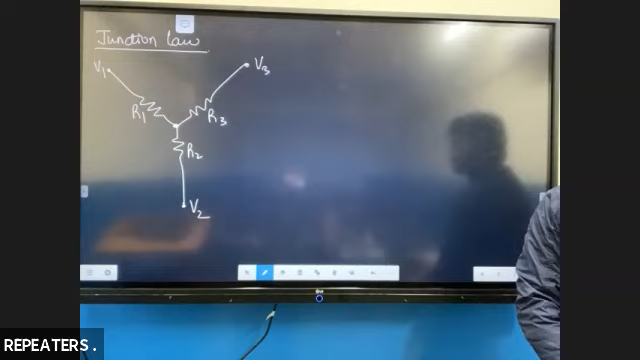 Junction law
V1
V3
R1
R3
R2
V2
REPEATERS.